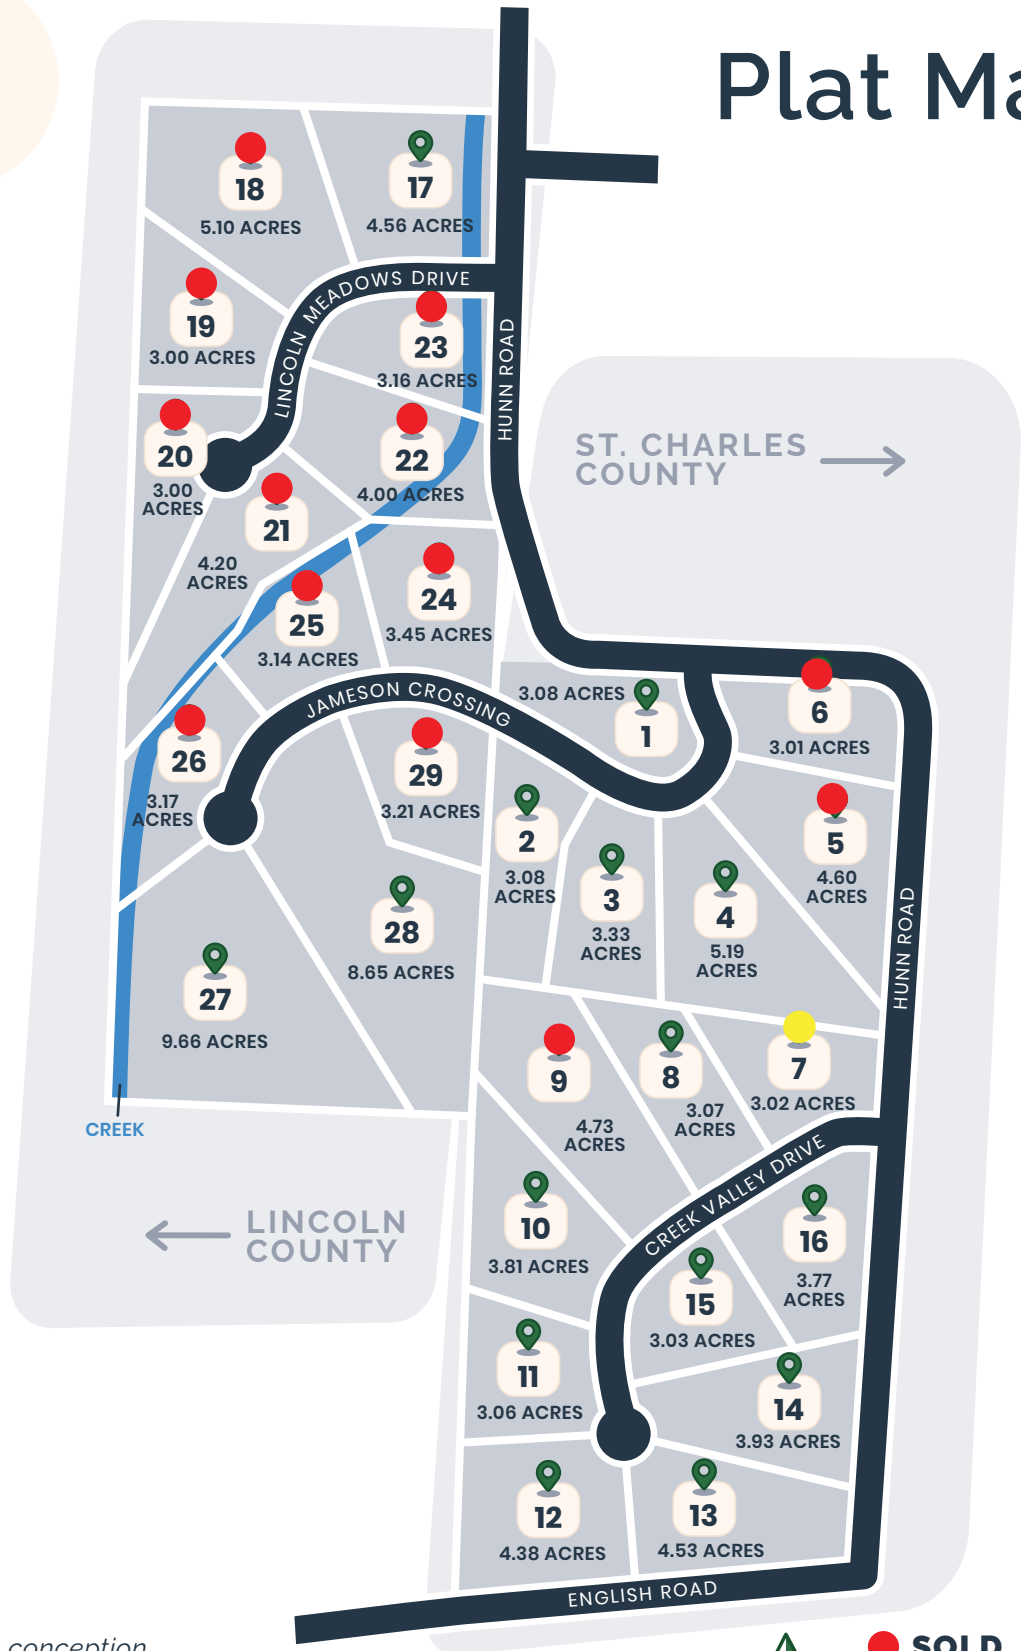 Plat Ma
18
5.10 ACRES
17
4.56 ACRES
LINCOLN MEADOWS DRIVE
19
3.00 ACRES
23
3.16 ACRES
HUNN ROAD
20
3.00
ACRES
22
4.00 ACRES
ST. CHARLES
COUNTY
21
4.20
ACRES
25
3.14 ACRES
24
3.45 ACRES
JAMESON CROSSING
3.08 ACRES
1
6
3.01 ACRES
26
3.17
ACRES
29
3.21 ACRES
2
3.08
ACRES
3
3.33
ACRES
4
5.19
ACRES
5
4.60
ACRES
HUNN ROAD
28
8.65 ACRES
27
9.66 ACRES
9
4.73
ACRES
8
3.07
ACRES
7
3.02 ACRES
CREEK
CREEK VALLEY DRIVE
LINCOLN
COUNTY
10
3.81 ACRES
16
3.77
ACRES
15
3.03 ACRES
11
3.06 ACRES
14
3.93 ACRES
12
4.38 ACRES
13
4.53 ACRES
ENGLISH ROAD
conception
SOLD